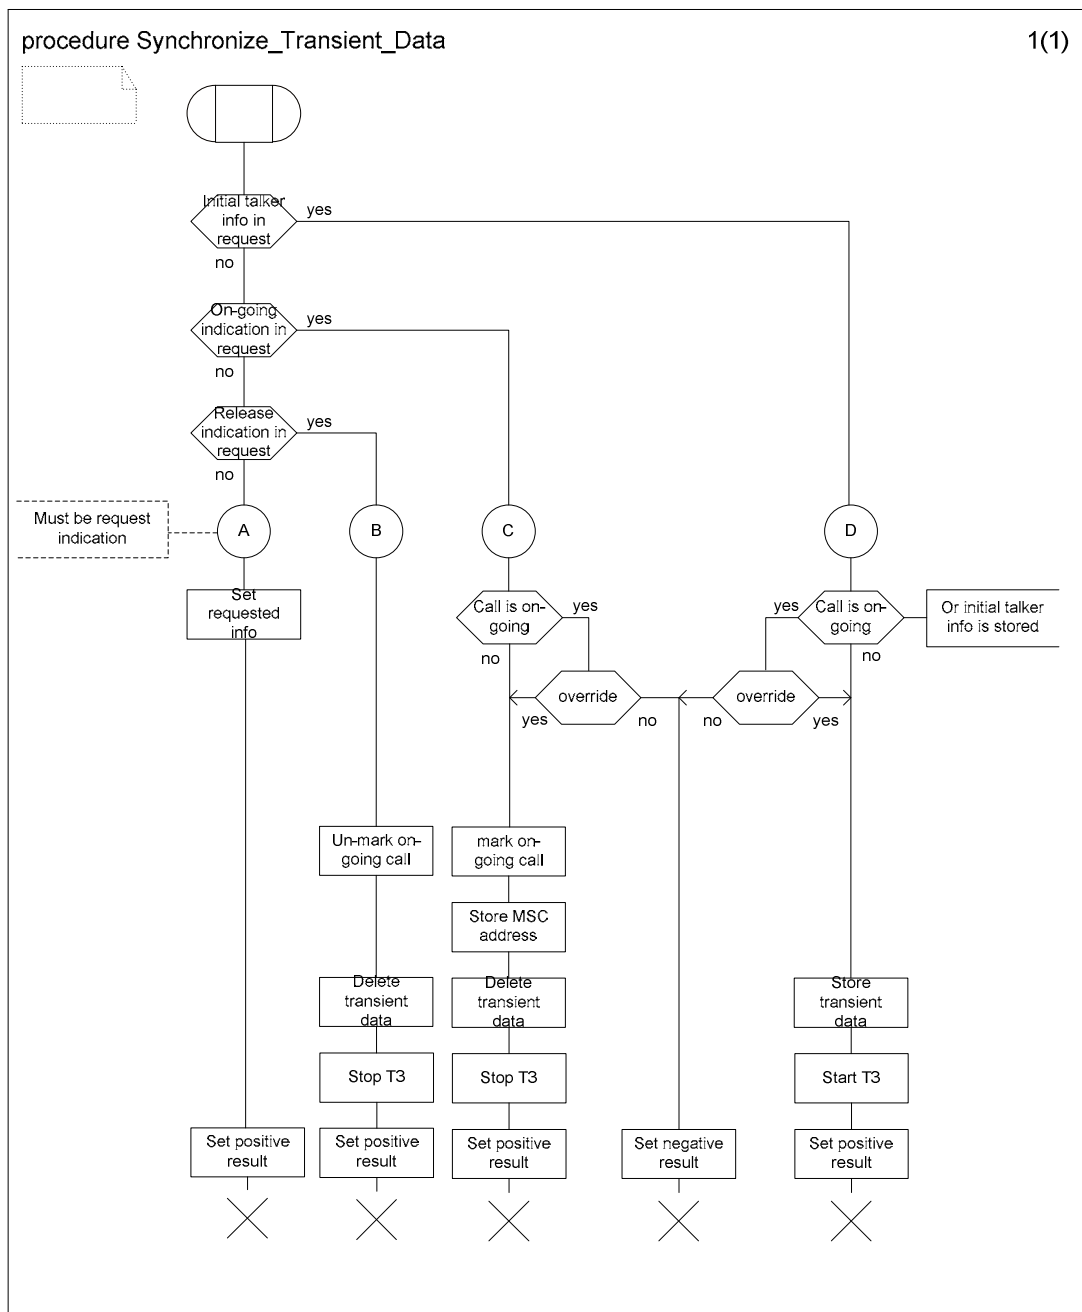 procedure Synchronize_Transient_Data
1(1)
Initial talker
info in
request
yes
no
On-going
indication in
request
yes
no
Release
indication in
request
yes
no
Must be request
indication
A
B
C
D
Set
requested
info
Call is on-
going
yes
no
yes
Call is on-
going
no
Or initial talker
info is stored
override
yes
no
override
no
yes
Un-mark on-
going call
mark on-
going call
Store MSC
address
Delete
transient
data
Delete
transient
data
Store
transient
data
Stop T3
Stop T3
Start T3
Set positive
result
Set positive
result
Set positive
result
Set negative
result
Set positive
result